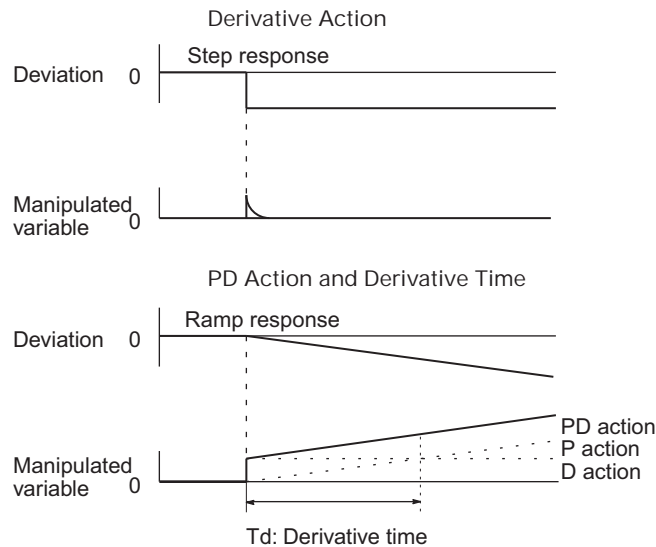 Derivative Action
Step response
Deviation 0
Manipulated
variable 0
PD Action and Derivative Time
Ramp response
Deviation 0
PD action
P action
Manipulated
variable 0
D action
Td: Derivative time